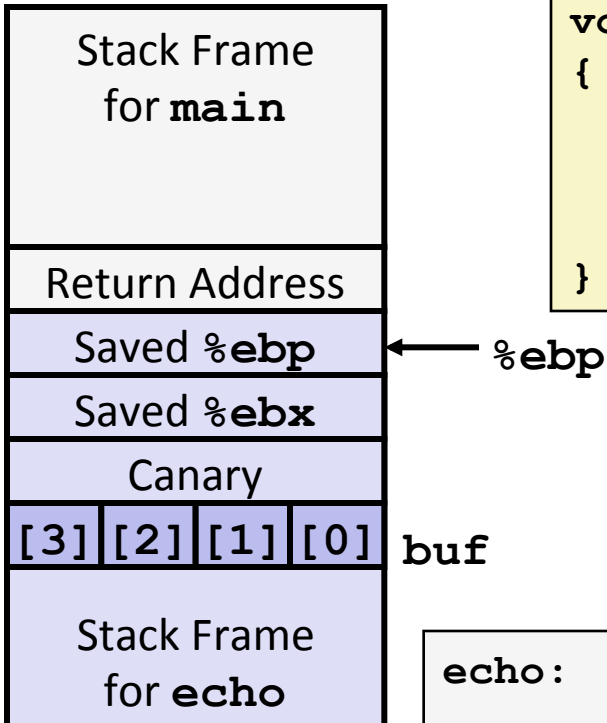 Stack Frame
for main
Return Address
Saved %ebp
%ebp
Saved %ebx
Canary
[3] [2] [1] [0]
buf
Stack Frame
for echo
{
}
echo: